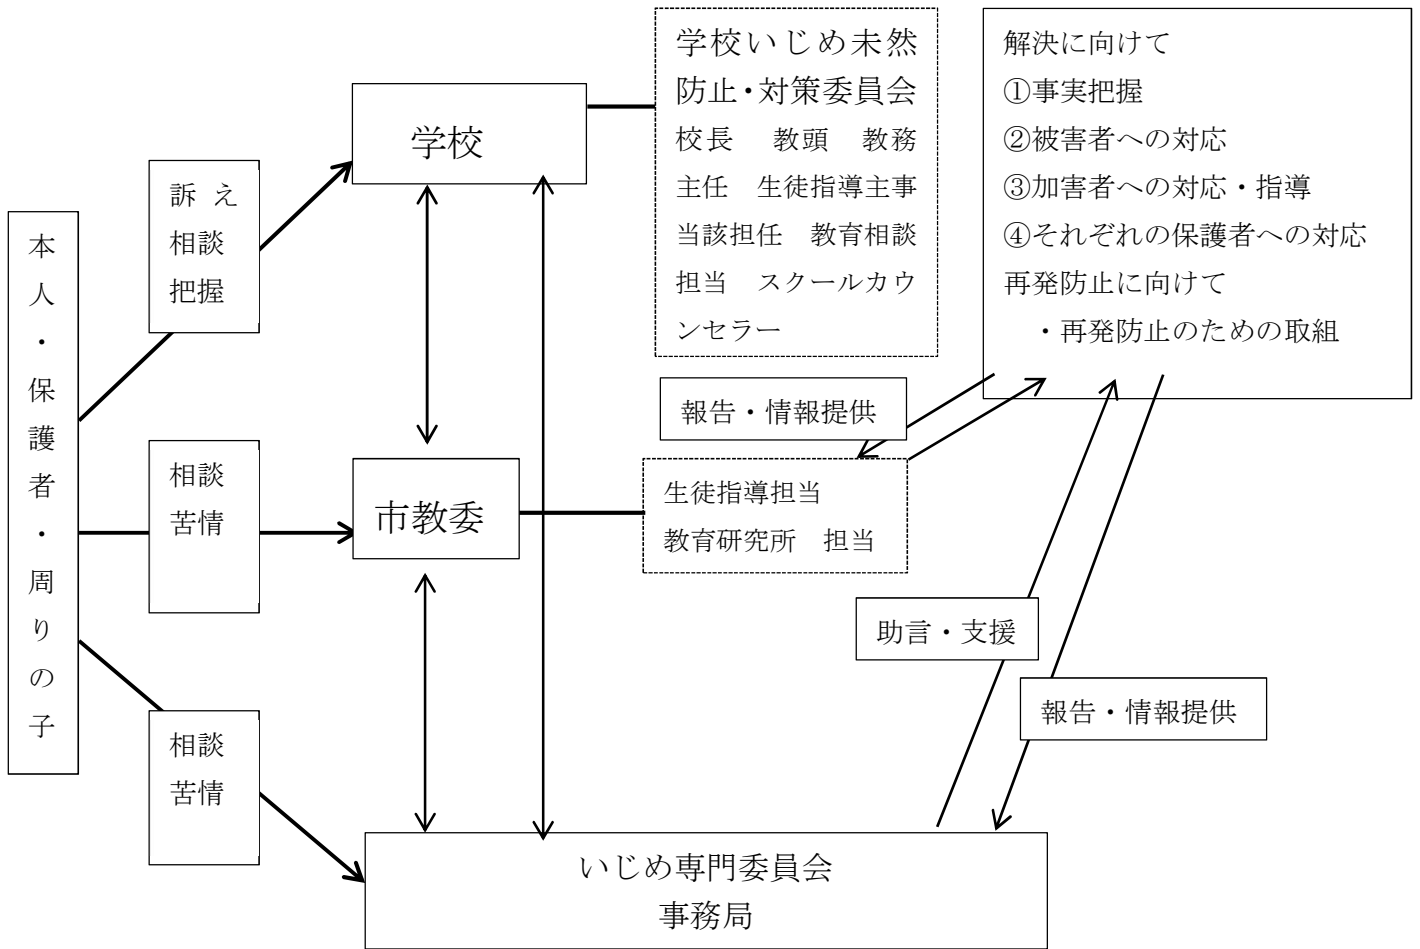 本人・保護者・周りの子
訴え
相談
把握
相談
苦情
相談
苦情
学校
市教委
いじめ専門委員会
事務局
学校いじめ未然
防止・対策委員会
校長　教頭　教務
主任　生徒指導主事
当該担任　教育相談
担当　スクールカウ
ンセラー
報告・情報提供
生徒指導担当
教育研究所　担当
解決に向けて
①事実把握
②被害者への対応
③加害者への対応・指導
④それぞれの保護者への対応
再発防止に向けて
・再発防止のための取組
助言・支援
報告・情報提供